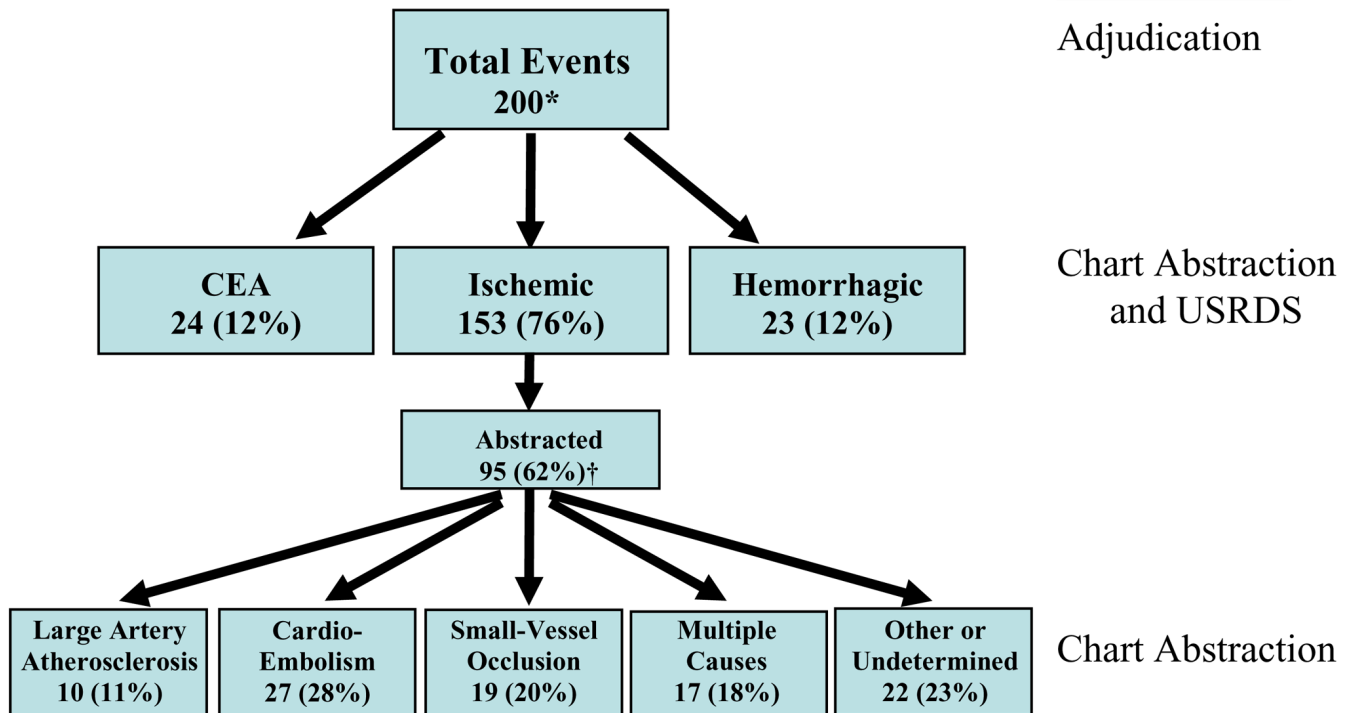 Total Events
200*
Adjudication
CEA
24 (12%)
Ischemic
153 (76%)
Hemorrhagic
23 (12%)
Chart Abstraction
and USRDS
Abstracted
95 (62%)†
Large Artery
Atherosclerosis
10 (11%)
Cardio-
Embolism
27 (28%)
Small-Vessel
Occlusion
19 (20%)
Multiple
Causes
17 (18%)
Other or
Undetermined
22 (23%)
Chart Abstraction